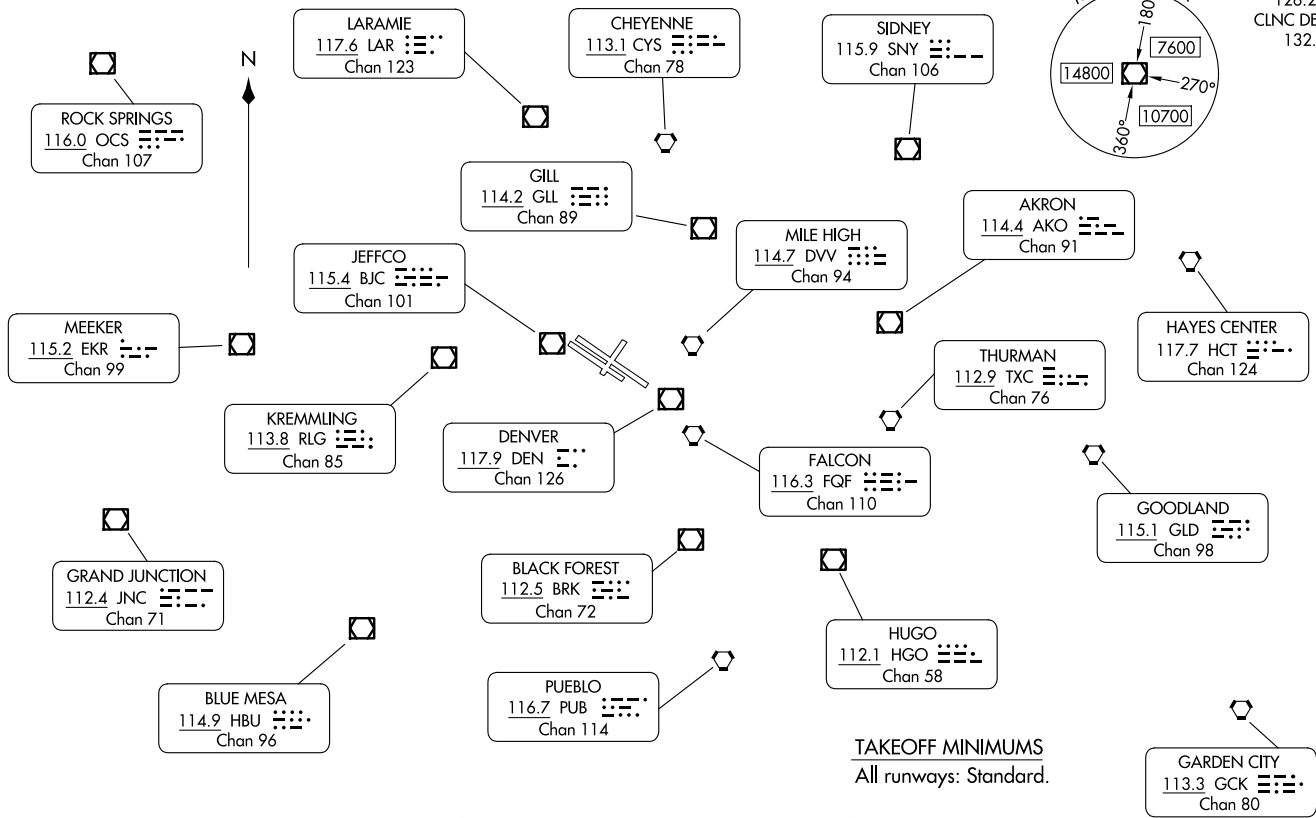 LARAMIE
117.6 LAR
Chan 123
CHEYENNE
113.1 CYS
Chan 78
SIDNEY
115.9 SNY
Chan 106
180°
7600
14800
270°
10700
360°
CLNC DE
132.
N
ROCK SPRINGS
116.0 OCS
Chan 107
GILL
114.2 GLL
Chan 89
AKRON
114.4 AKO
Chan 91
MILE HIGH
114.7 DVV
Chan 94
JEFFCO
115.4 BJC
Chan 101
MEEKER
115.2 EKR
Chan 99
HAYES CENTER
117.7 HCT
Chan 124
THURMAN
112.9 TXC
Chan 76
KREMMLING
113.8 RLG
Chan 85
DENVER
117.9 DEN
Chan 126
FALCON
116.3 FQF
Chan 110
GOODLAND
115.1 GLD
Chan 98
GRAND JUNCTION
112.4 JNC
Chan 71
BLACK FOREST
112.5 BRK
Chan 72
HUGO
112.1 HGO
Chan 58
BLUE MESA
114.9 HBU
Chan 96
PUEBLO
116.7 PUB
Chan 114
TAKEOFF MINIMUMS
All runways: Standard.
GARDEN CITY
113.3 GCK
Chan 80